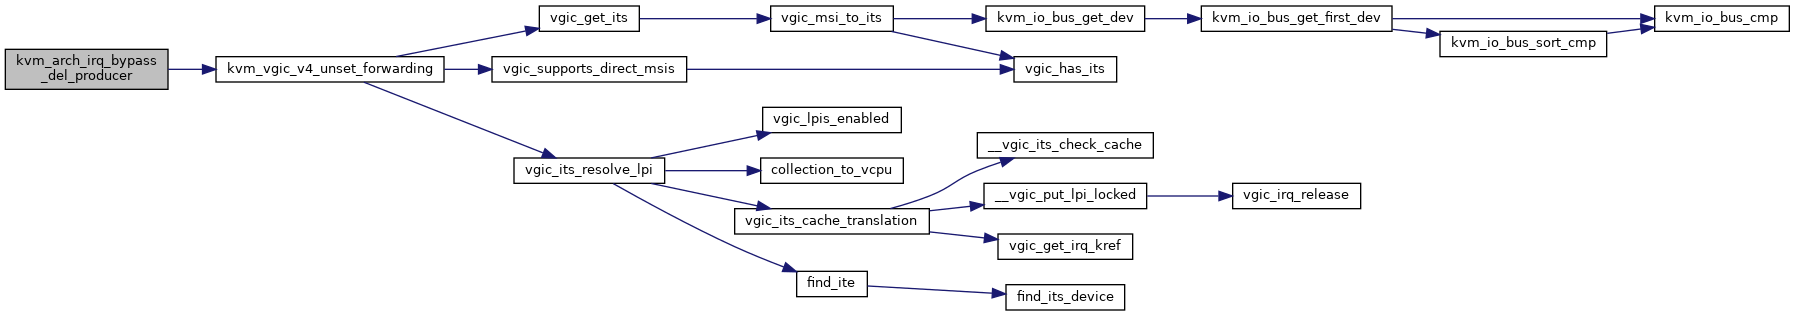 kvm_arch_irq_bypass
_del_producer
kvm_vgic_v4_unset_forwarding
vgic_get_its
vgic_msi_to_its
kvm_io_bus_get_dev
kvm_io_bus_get_first_dev
kvm_io_bus_cmp
kvm_io_bus_sort_cmp
vgic_supports_direct_msis
vgic_has_its
vgic_its_resolve_lpi
vgic_lpis_enabled
collection_to_vcpu
vgic_its_cache_translation
__vgic_its_check_cache
__vgic_put_lpi_locked
vgic_irq_release
vgic_get_irq_kref
find_ite
find_its_device